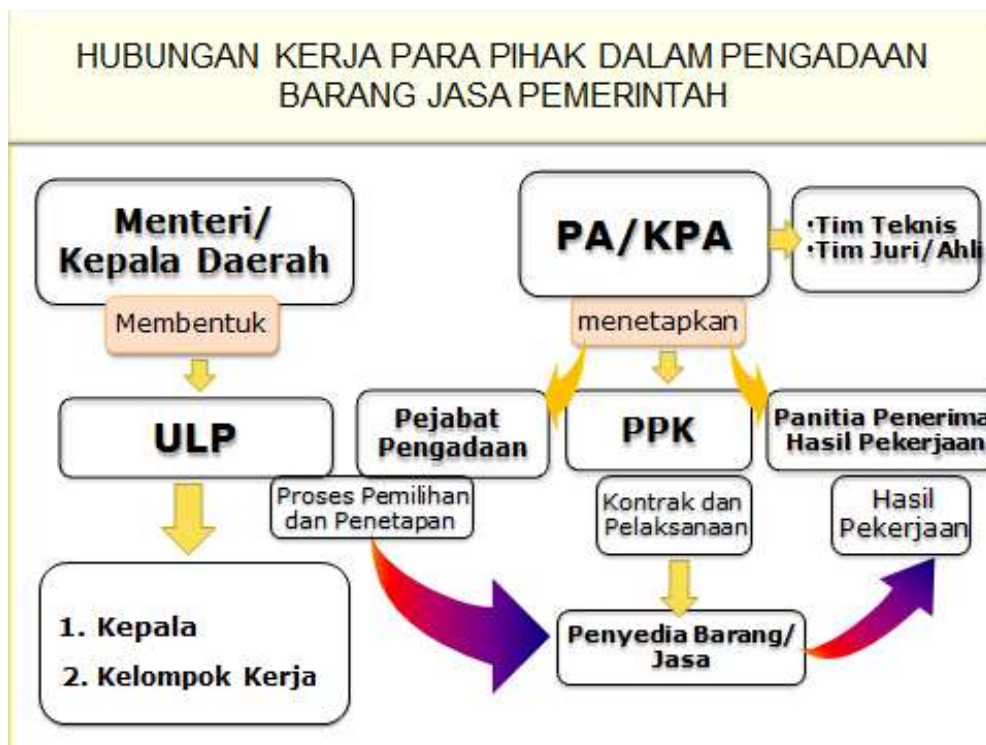 HUBUNGAN KERJA PARA PIHAK DALAM PENGADAAN
BARANG JASA PEMERINTAH
Menteri/
Kepala Daerah
Membentuk
ULP
1. Kepala
2. Kelompok Kerja
PA/KPA
•Tim Teknis
•Tim Juri/Ahli
menetapkan
Pejabat
Pengadaan
PPK
Panitia Penerima
Hasil Pekerjaan
Proses Pemilihan
dan Penetapan
Kontrak dan
Pelaksanaan
Hasil
Pekerjaan
Penyedia Barang/
Jasa